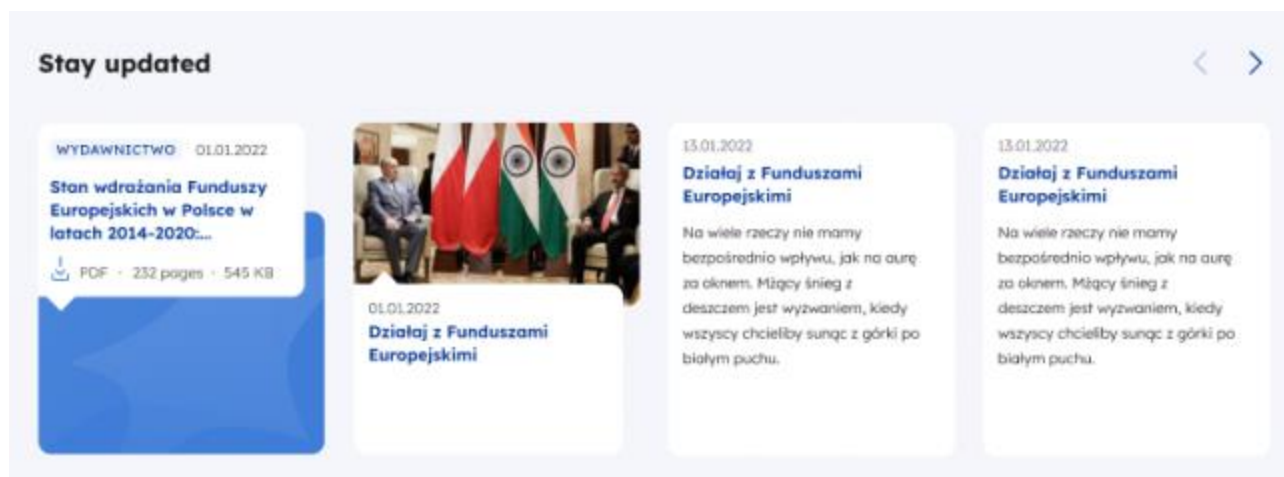 Stay updated
WYDAWNICTWO 01.01.2022
Stan wdrażania Funduszy
Europejskich w Polsce w
latach 2014-2020:...
PDF · 232 pages · 545 KB
01.01.2022
Działaj z Funduszami
Europejskimi
13.01.2022
Działaj z Funduszami
Europejskimi
Na wiele rzeczy nie mamy
bezpośrednio wpływu, jak na aurę
za oknem. Mżący śnieg z
deszczem jest wyzwaniem, kiedy
wszyscy chcieliby sunąc z górki po
białym puchu.
13.01.2022
Działaj z Funduszami
Europejskimi
Na wiele rzeczy nie mamy
bezpośrednio wpływu, jak na aurę
za oknem. Mżący śnieg z
deszczem jest wyzwaniem, kiedy
wszyscy chcieliby sunąc z górki po
białym puchu.